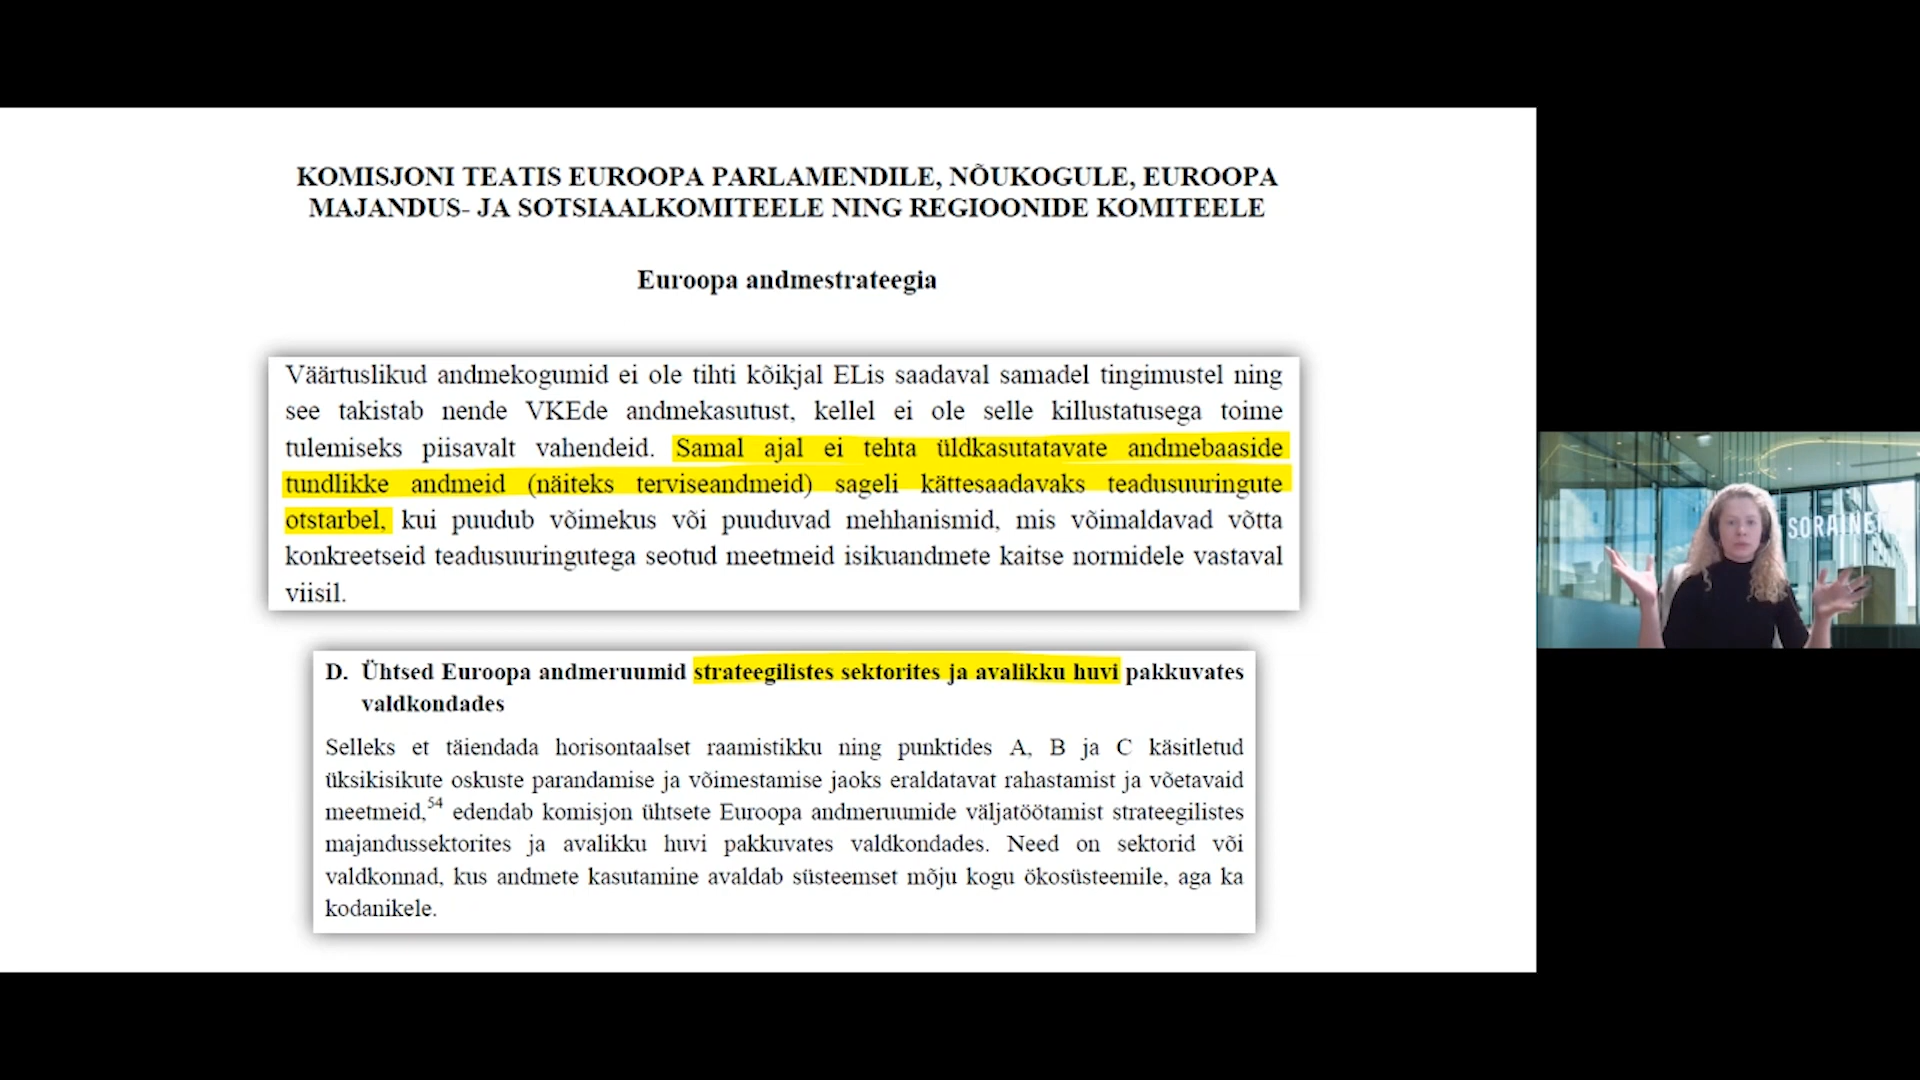 KOMISJONI TEATIS EUROOPA PARLAMENDILE, NÕUKOGULE, EUROOPA
MAJANDUS- JA SOTSIAALKOMITEELE NING REGIOONIDE KOMITEELE
Euroopa andmestrateegia
Väärtuslikud andmekogumid ei ole tihti kõikjal ELis saadaval samadel tingimustel ning
see takistab nende VKEde andmekasutust, kellel ei ole selle killustatusega toime
tulemiseks piisavalt vahendeid. Samal ajal ei tehta üldkasutatavate andmebaaside
tundlikke andmeid (näiteks terviseandmeid) sageli kättesaadavaks teadusuuringute
otstarbel, kui puudub võimekus või puuduvad mehhanismid, mis võimaldavad võtta
konkreetseid teadusuuringutega seotud meetmeid isikuandmete kaitse normidele vastaval
viisil.
D. Ühtsed Euroopa andmeruumid strateegilistes sektorites ja avalikku huvi pakkuvates
valdkondades
Selleks et täiendada horisontaalset raamistikku ning punktides A, B ja C käsitletud
üksikisikute oskuste parandamise ja võimestamise jaoks eraldatavat rahastamist ja võetavaid
meetmeid,54 edendab komisjon ühtsete Euroopa andmeruumide väljatöötamist strateegilistes
majandussektorites ja avalikku huvi pakkuvates valdkondades. Need on sektorid või
valdkonnad, kus andmete kasutamine avaldab süsteemset mõju kogu ökosüsteemile, aga ka
kodanikele.
SORAINEN